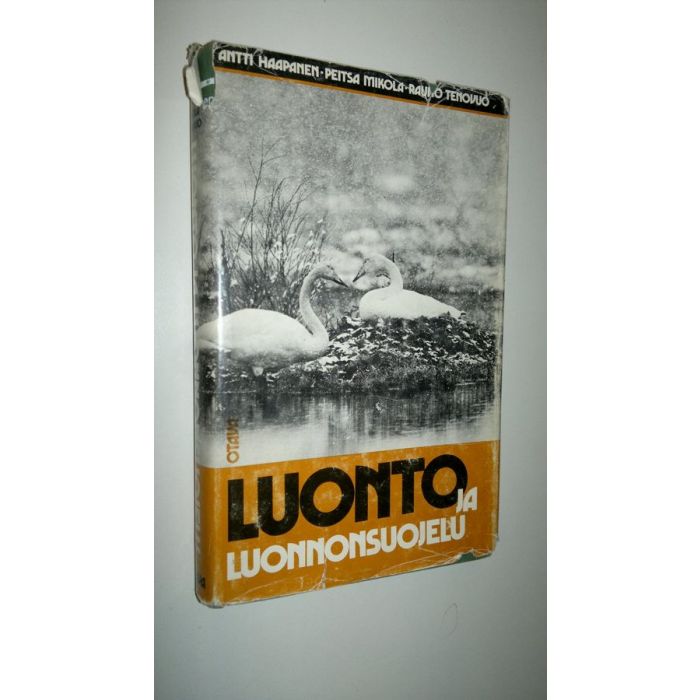 ANTTI HAAPANEN · PEITSA MIKOLA · RAUNO TENOVUO
OTAVA
LUONTO
JA
LUONNONSUOJELU